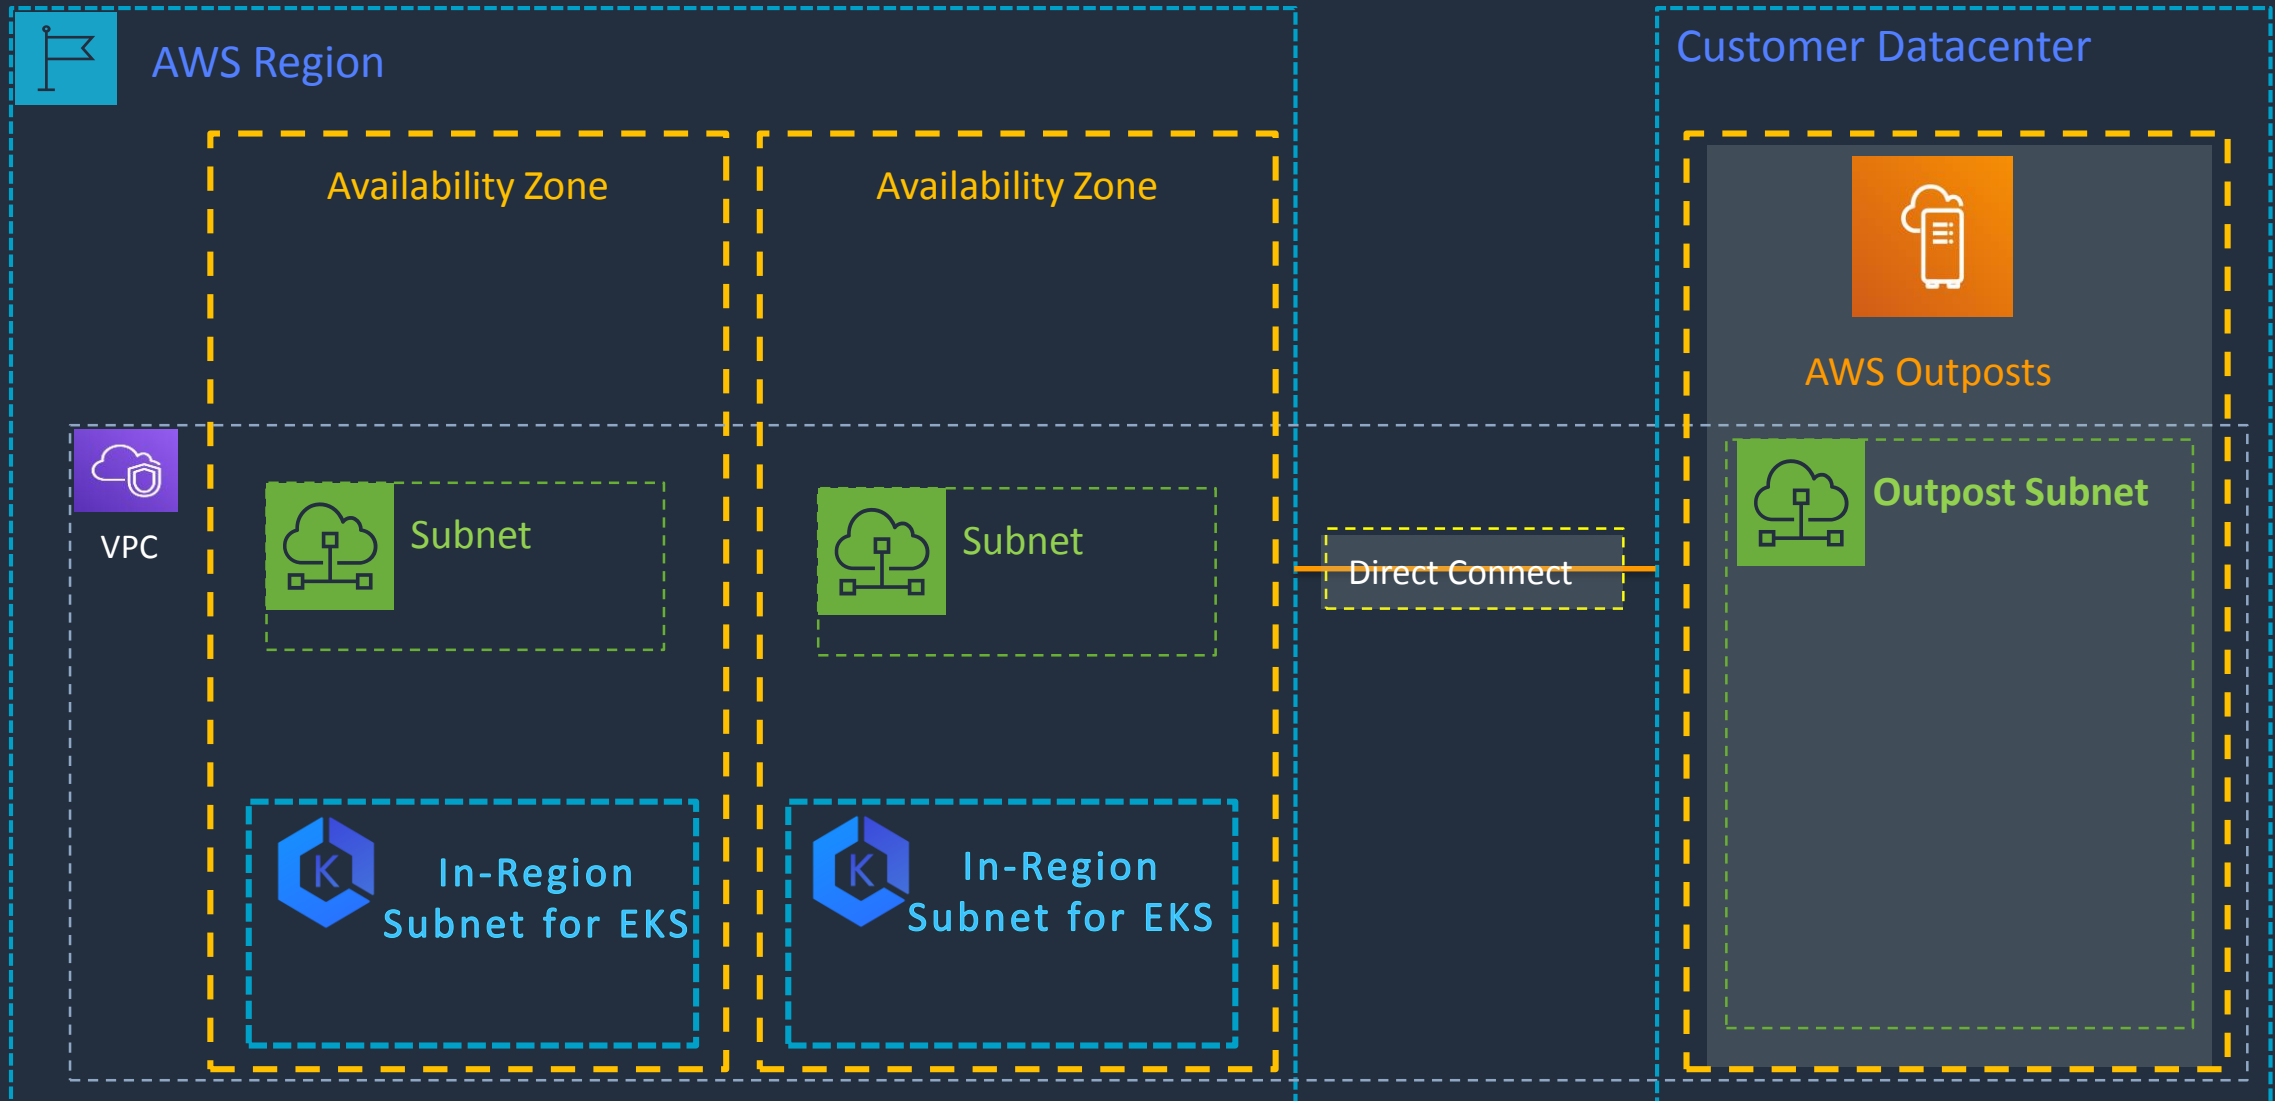 AWS Region
Customer Datacenter
Availability Zone
Availability Zone
AWS Outposts
VPC
Subnet
Subnet
Direct Connect
Outpost Subnet
K
In-Region
Subnet for EKS
K
In-Region
Subnet for EKS